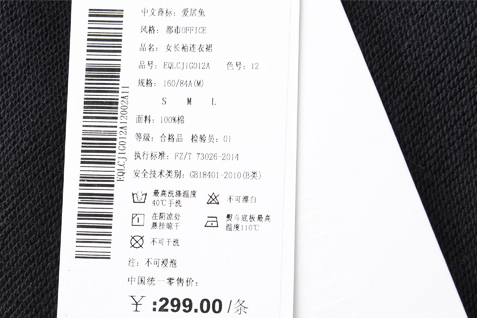 中文商标：爱居兔
风格：都市OFFICE
品名：女长袖连衣裙
品号：EQLCJ1G012A 色号：12
规格：160/84A(M)
S M L
面料：100%棉
等级：合格品 检验员：01
执行标准：FZ/T 73026-2014
安全技术类别：GB18401-2010(B类)
最高洗涤温度40℃手洗
不可漂白
在阴凉处悬挂晾干
熨斗底板最高温度110℃
不可干洗
注：不可浸泡
中国统一零售价：
¥:299.00/条
EQLCJ1G012A12002A11